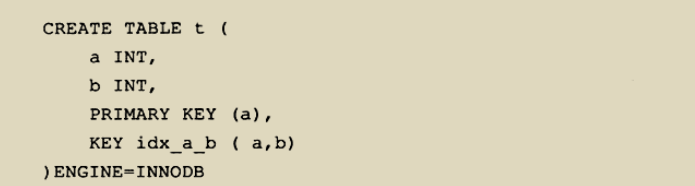 CREATE TABLE t (
    a INT,
    b INT,
    PRIMARY KEY (a),
    KEY idx_a_b ( a,b)
)ENGINE=INNODB